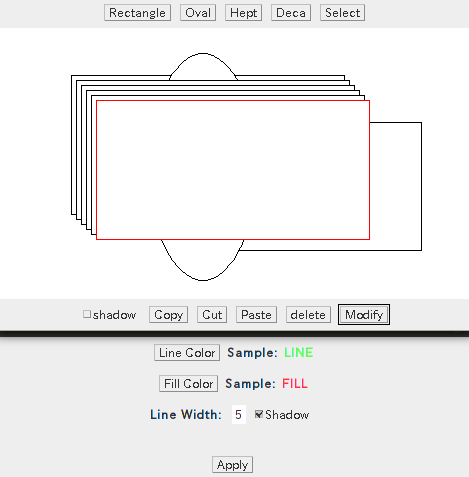 Rectangle Oval Hept Deca Select
shadow Copy Cut Paste delete Modify
Line Color Sample: LINE
Fill Color Sample: FILL
Line Width: 5 Shadow
Apply